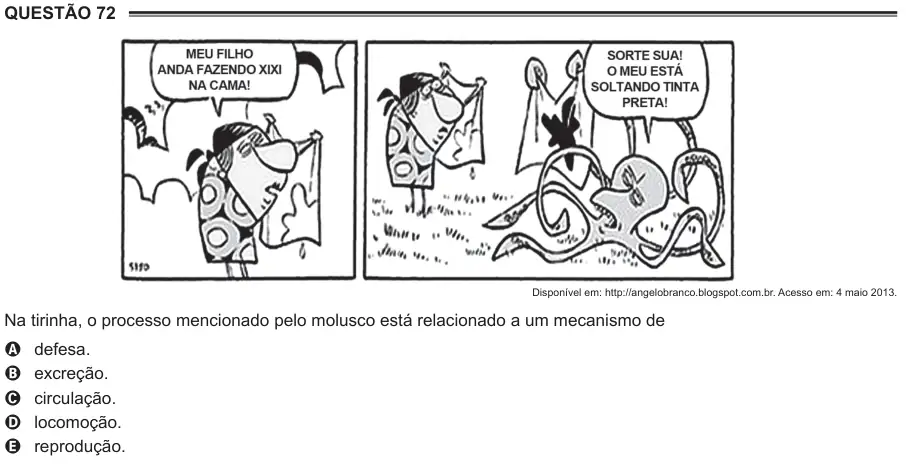 QUESTÃO 72
MEU FILHO
ANDA FAZENDO XIXI
NA CAMA!
SORTE SUA!
O MEU ESTÁ
SOLTANDO TINTA
PRETA!
Disponível em: http://angelobranco.blogspot.com.br. Acesso em: 4 maio 2013.
Na tirinha, o processo mencionado pelo molusco está relacionado a um mecanismo de
A defesa.
B excreção.
C circulação.
D locomoção.
E reprodução.